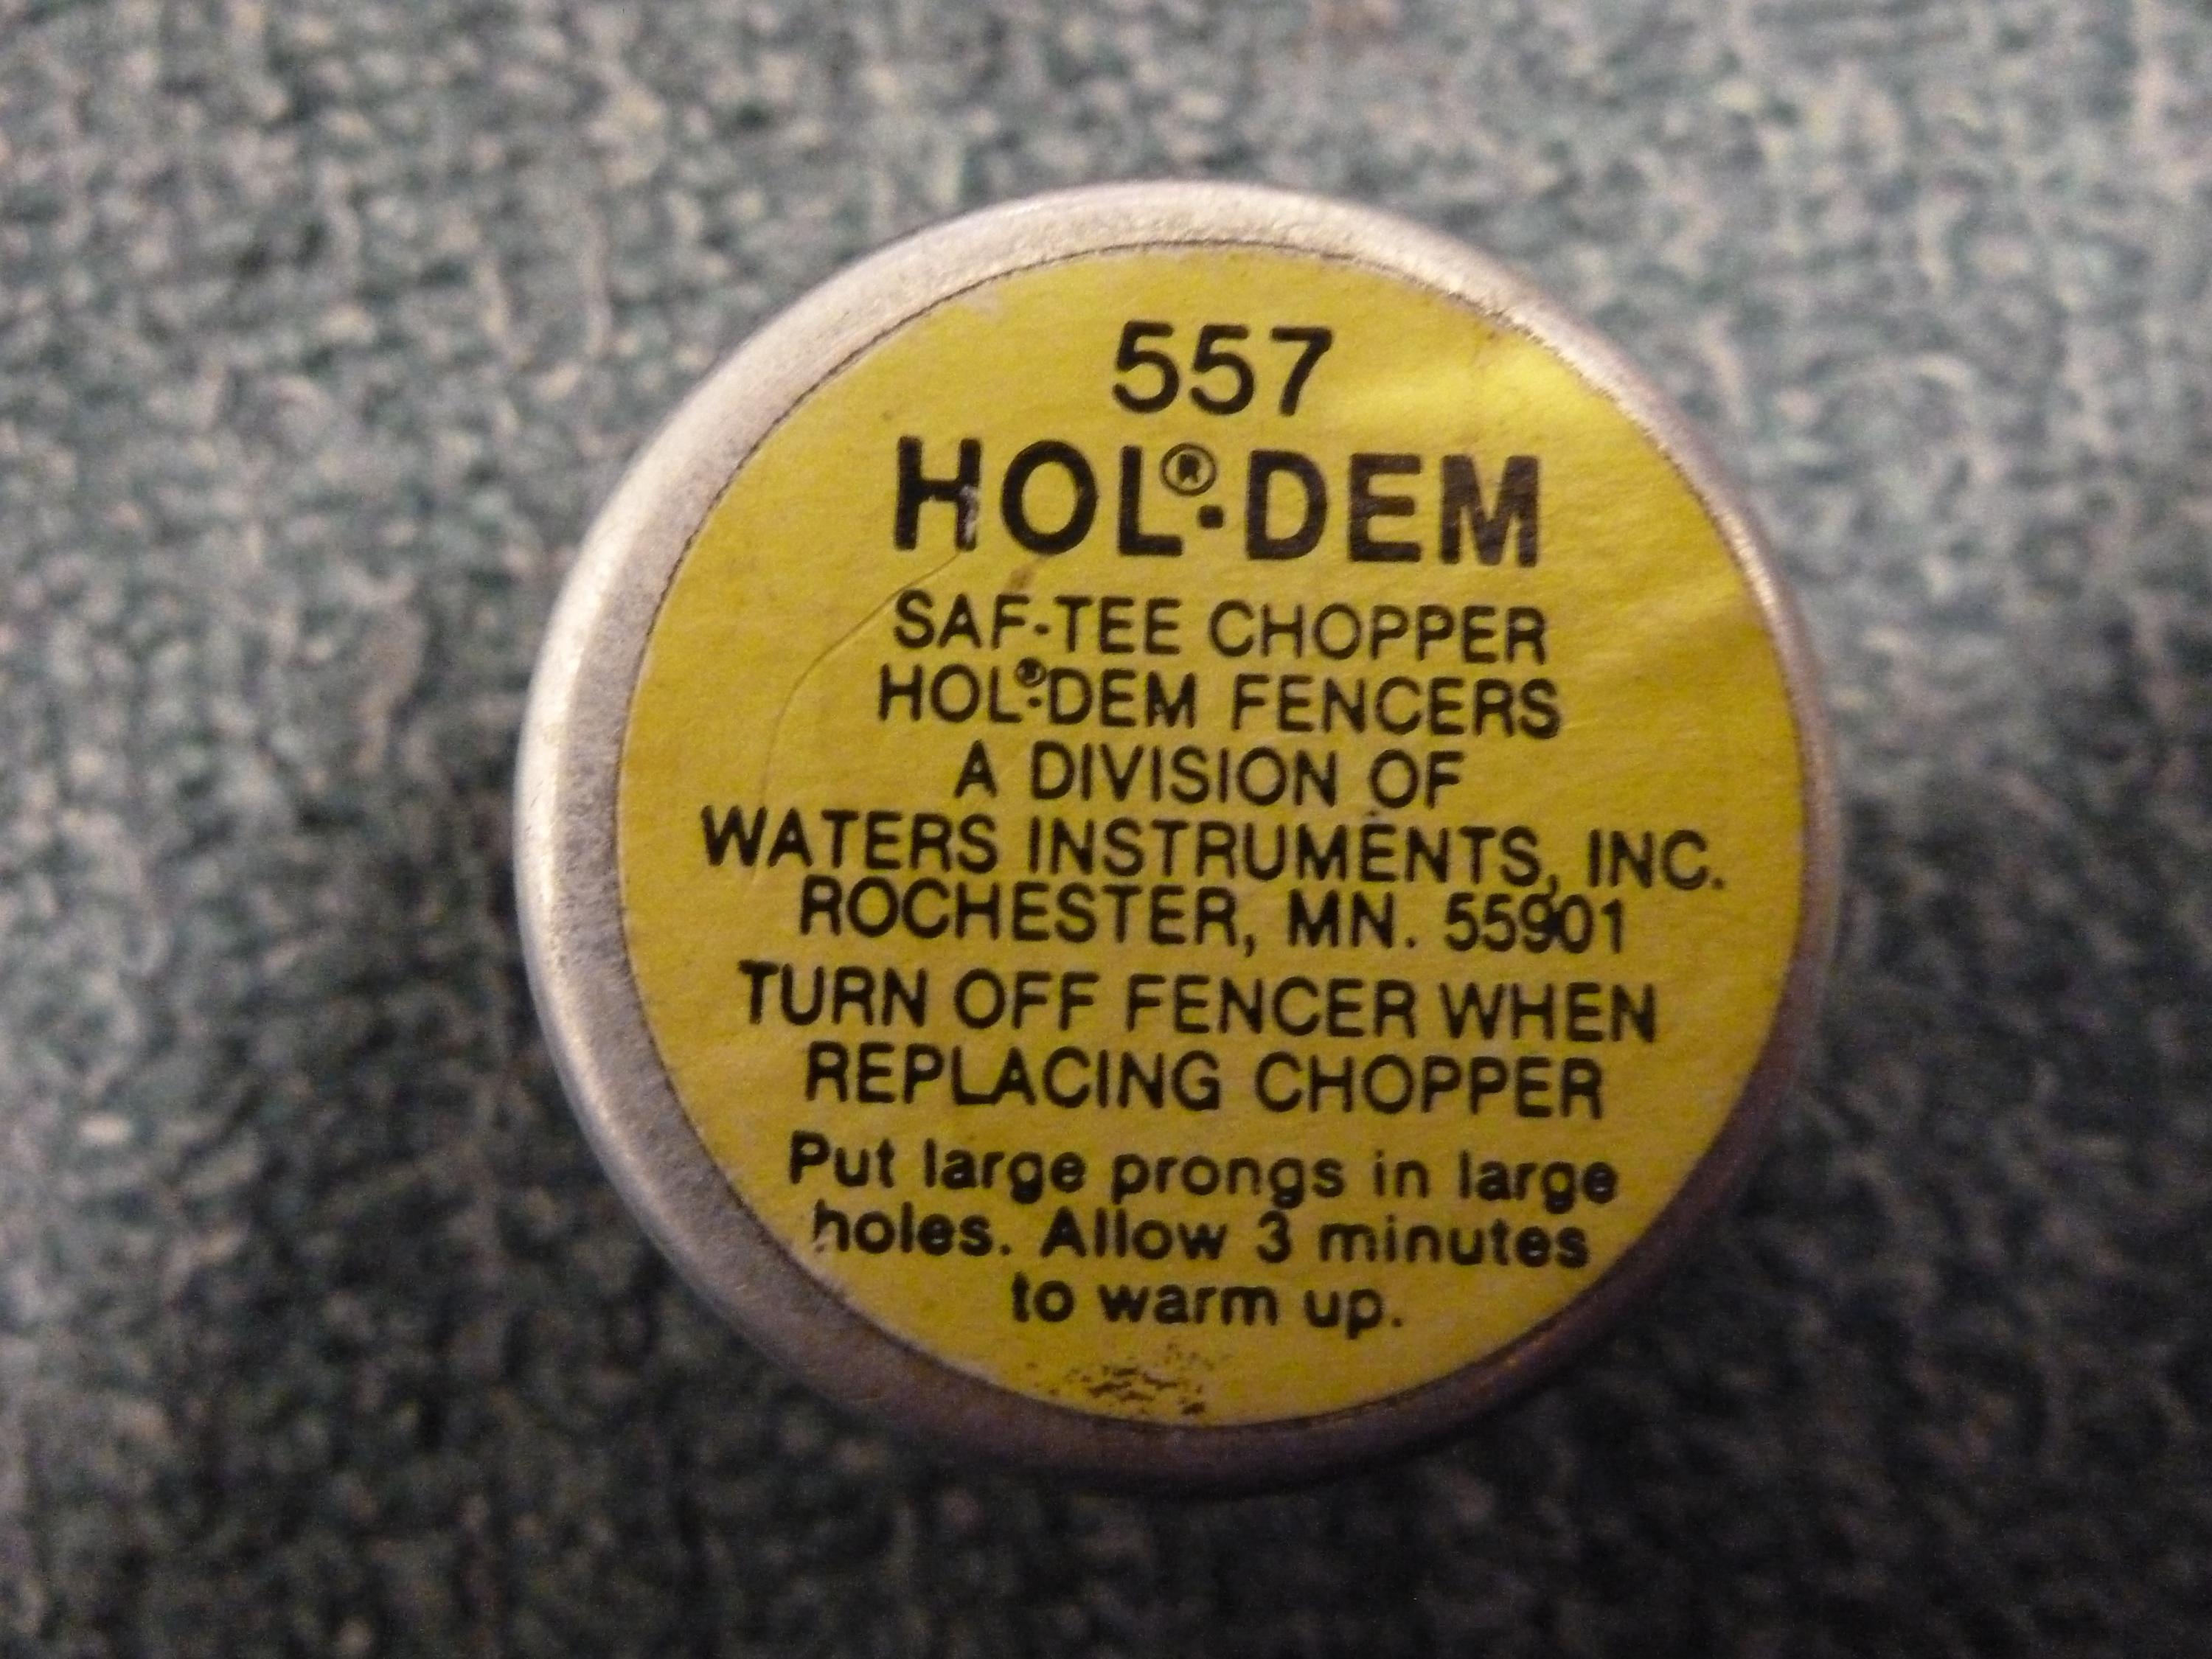 557
HOL®-DEM
SAF-TEE CHOPPER
HOL®-DEM FENCERS
A DIVISION OF
WATERS INSTRUMENTS, INC.
ROCHESTER, MN. 55901
TURN OFF FENCER WHEN
REPLACING CHOPPER
Put large prongs in large
holes. Allow 3 minutes
to warm up.